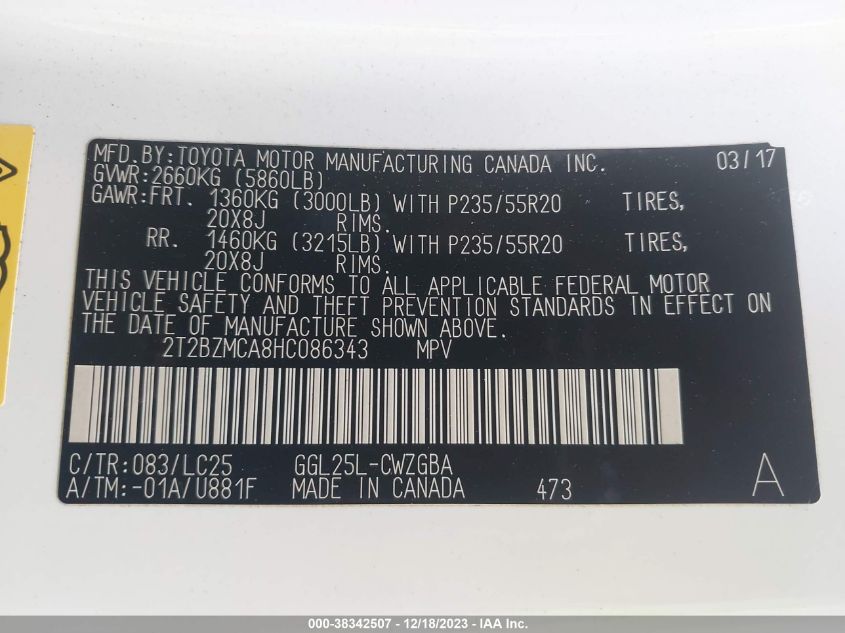 MFD.BY:TOYOTA MOTOR MANUFACTURING CANADA INC. 03/17
GVWR:2660KG (5860LB)
GAWR:FRT. 1360KG (3000LB) WITH P235/55R20 TIRES,
20X8J RIMS.
RR. 1460KG (3215LB) WITH P235/55R20 TIRES,
20X8J RIMS.
THIS VEHICLE CONFORMS TO ALL APPLICABLE FEDERAL MOTOR
VEHICLE SAFETY AND THEFT PREVENTION STANDARDS IN EFFECT ON
THE DATE OF MANUFACTURE SHOWN ABOVE.
2T2BZMCA8HC086343 MPV
C/TR:083/LC25 GGL25L-CWZGBA
A/TM:-01A/U881F MADE IN CANADA 473 A
000-38342507 - 12/18/2023 - IAA Inc.